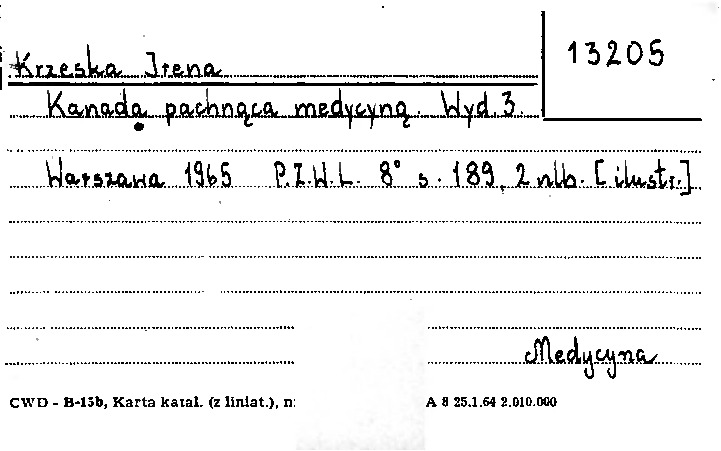 13205
Krzeska Irena
Kanada pachnąca medycyną. Wyd. 3.
Warszawa 1965 P.Z.W.L. 8° s. 189, 2 nlb. [ilustr.]
Medycyna
CWD - B-15b, Karta katal. (z liniat.), n: A 8 25.1.64 2.010.000